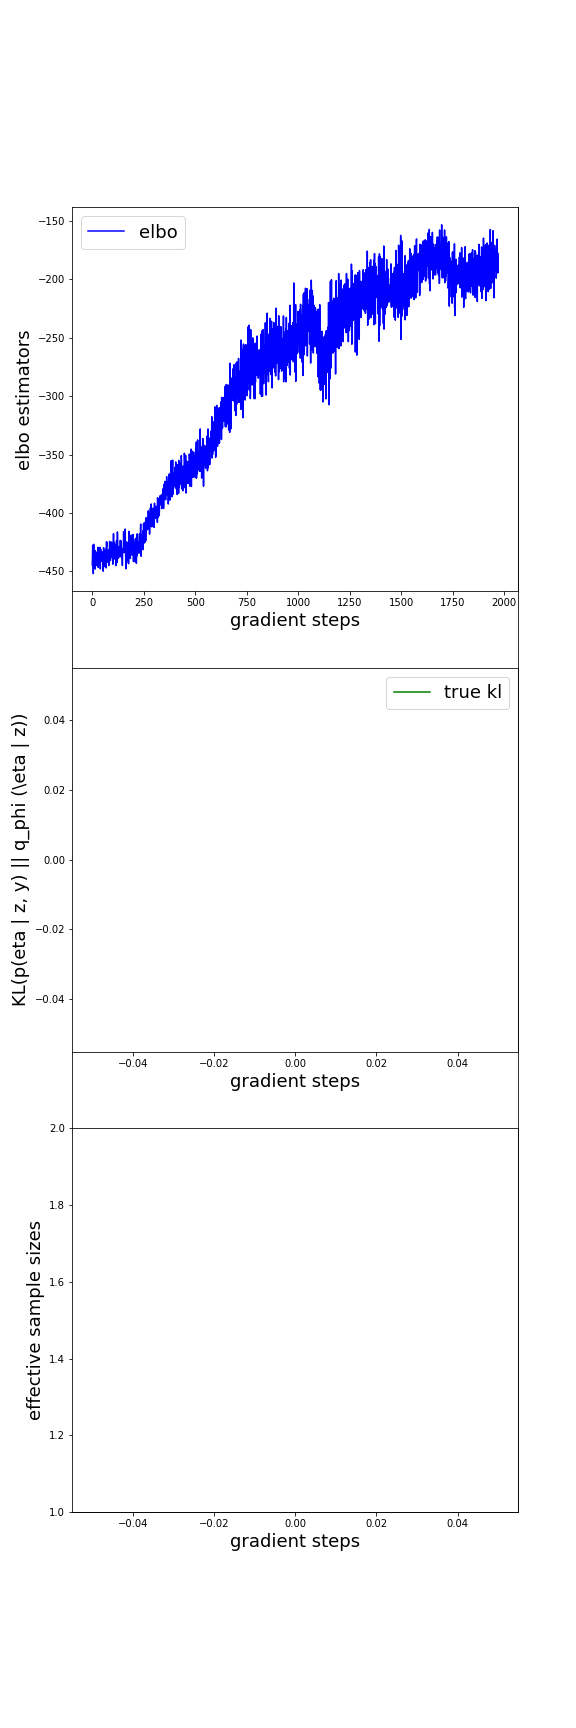 elbo
−150
−200
−250
−300
−350
−400
−450
elbo estimators
0 250 500 750 1000 1250 1500 1750 2000
gradient steps
true kl
0.04
0.02
0.00
−0.02
−0.04
KL(p(eta | z, y) || q_phi (\eta | z))
−0.04 −0.02 0.00 0.02 0.04
gradient steps
2.0
1.8
1.6
1.4
1.2
1.0
effective sample sizes
−0.04 −0.02 0.00 0.02 0.04
gradient steps